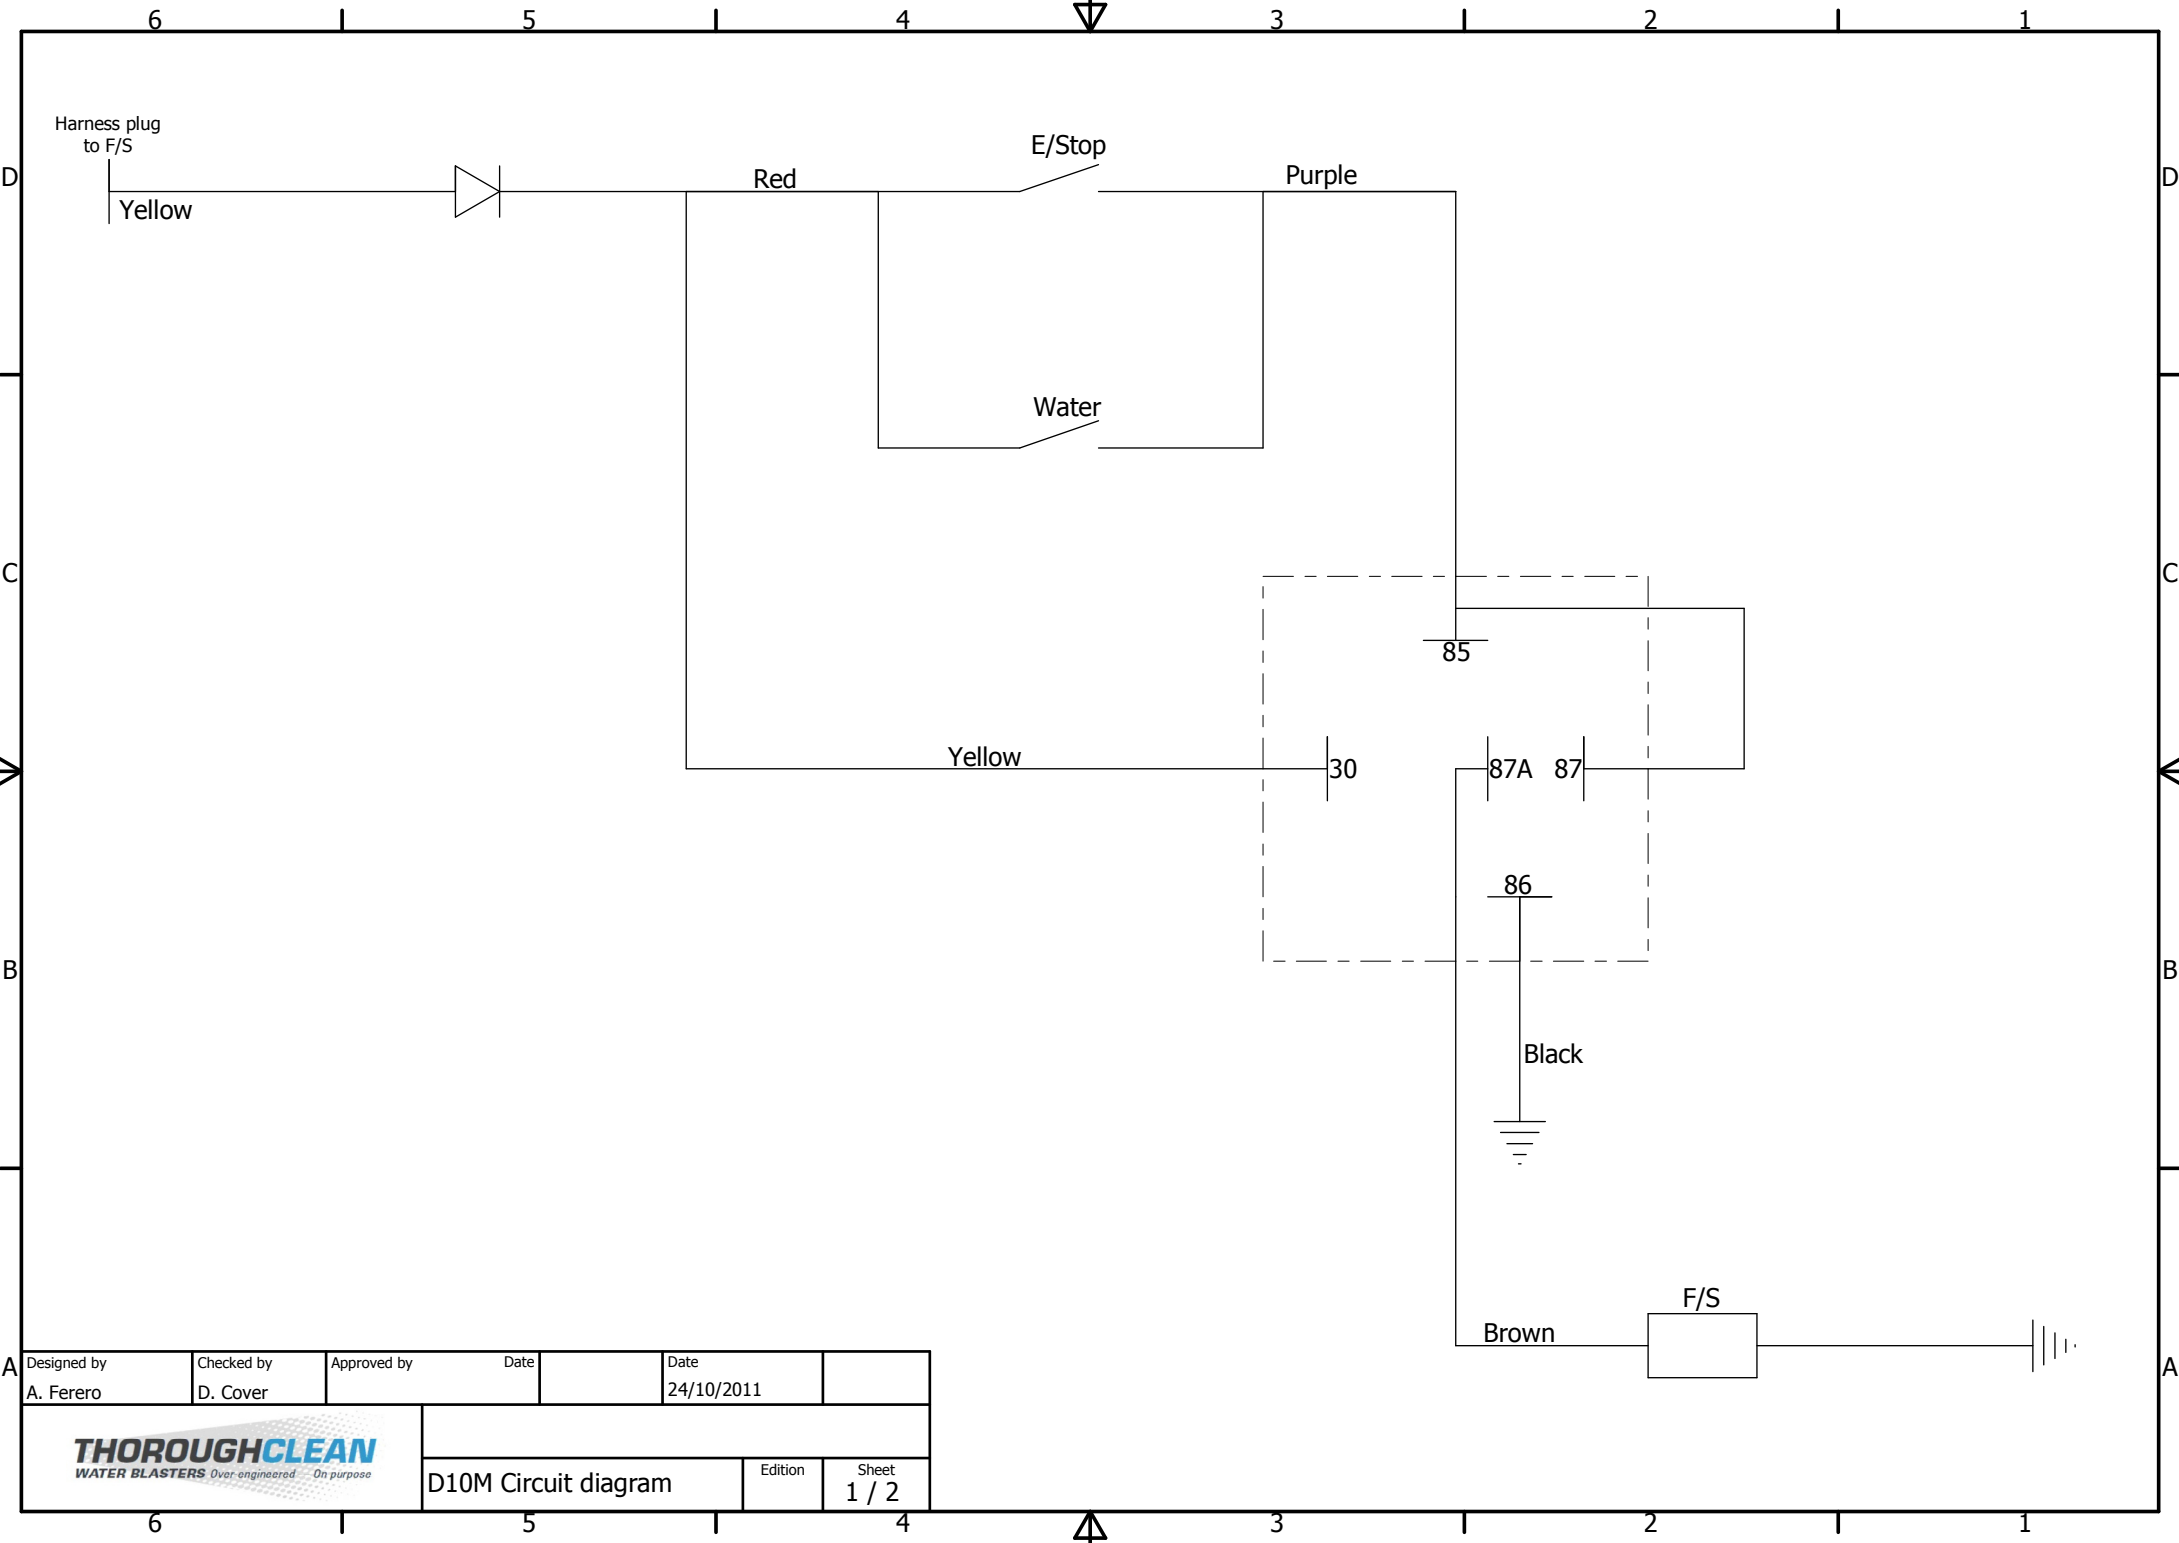 6 5 4 3 2 1
Harness plug
to F/S
E/Stop
D
Red
Purple
D
Yellow
Water
C
C
85
Yellow
30
87A 87
86
B
B
Black
F/S
Brown
A
A
Designed by
Checked by
Approved by
Date
Date
A. Ferero
D. Cover
24/10/2011
THOROUGHCLEAN
WATER BLASTERS Over engineered On purpose
D10M Circuit diagram
Edition
Sheet
1 / 2
6 5 4 3 2 1